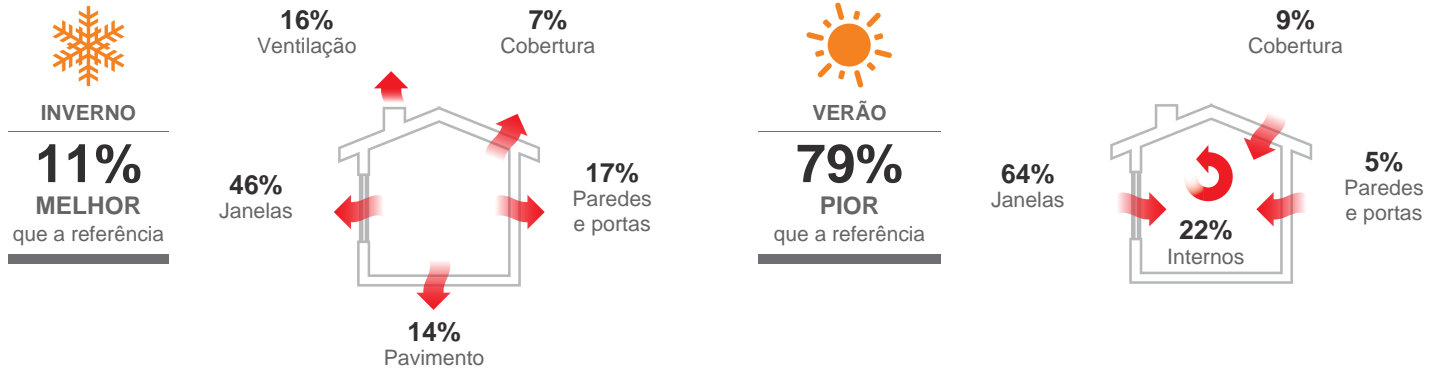 INVERNO
11%
MELHOR
que a referência
16%
Ventilação
7%
Cobertura
46%
Janelas
17%
Paredes
e portas
14%
Pavimento
VERÃO
79%
PIOR
que a referência
9%
Cobertura
64%
Janelas
5%
Paredes
e portas
22%
Internos